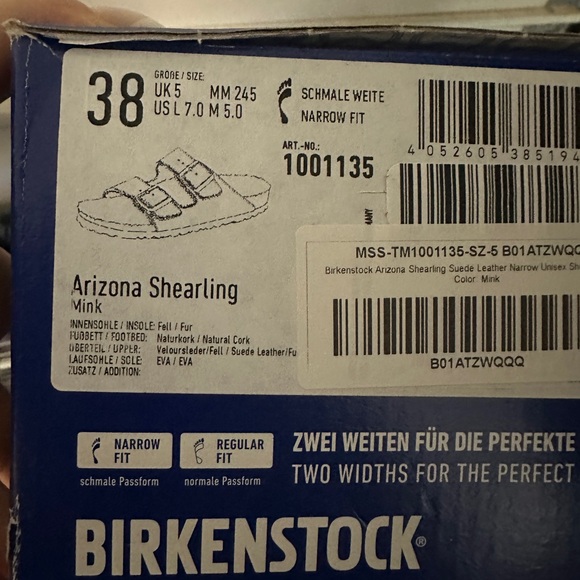 38
GRÖßE / SIZE:
UK 5 MM 245
US L 7.0 M 5.0
SCHMALE WEITE
NARROW FIT
ART.-NO.:
1001135
4 052605 385194
MSS-TM1001135-SZ-5 B01ATZWQQ
Birkenstock Arizona Shearling Suede Leather Narrow Unisex Sh
Color: Mink
B01ATZWQQQ
Arizona Shearling
Mink
INNENSOHLE / INSOLE: Fell / Fur
FUßBETT / FOOTBED: Naturkork / Natural Cork
OBERTEIL / UPPER: Veloursleder/Fell / Suede Leather/Fu
LAUFSOHLE / SOLE: EVA / EVA
ZUSATZ / ADDITION:
NARROW FIT
schmale Passform
REGULAR FIT
normale Passform
ZWEI WEITEN FÜR DIE PERFEKTE
TWO WIDTHS FOR THE PERFECT
BIRKENSTOCK®